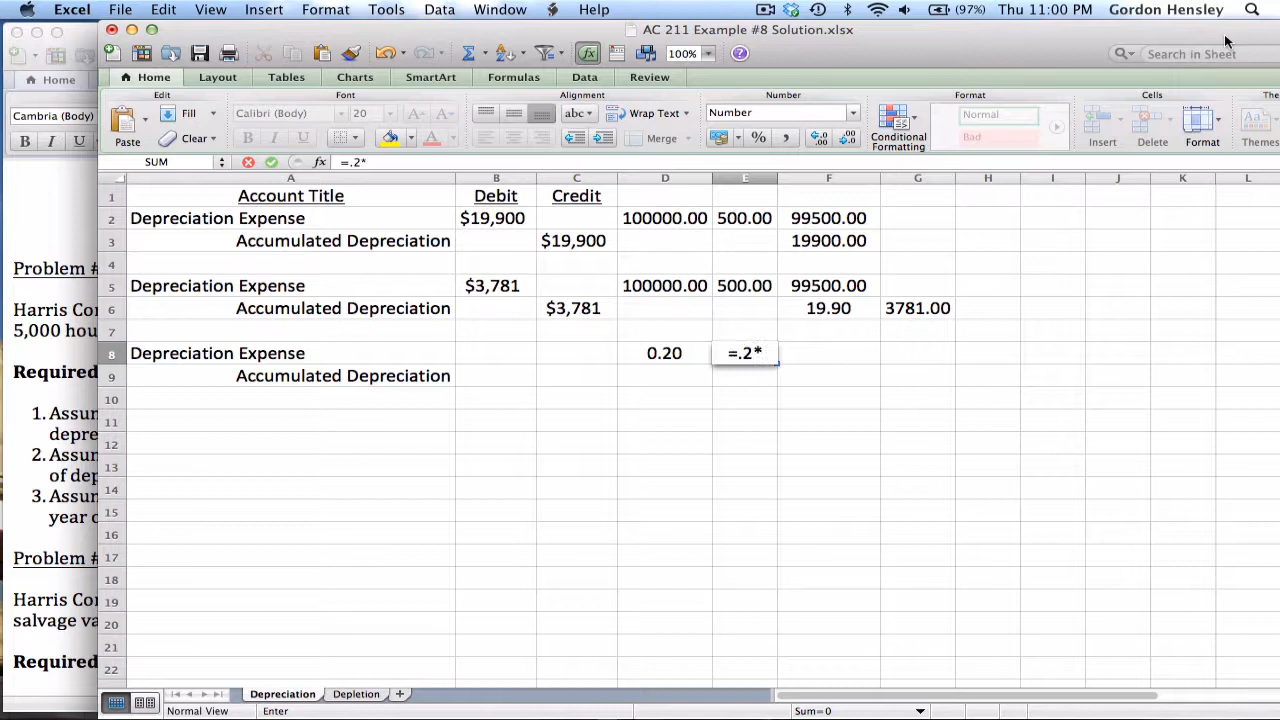 Excel File Edit View Insert Format Tools Data Window Help (97%) Thu 11:00 PM Gordon Hensley
AC 211 Example #8 Solution.xlsx
100% Search in Sheet
Home
Home Layout Tables Charts SmartArt Formulas Data Review
Edit Font Alignment Number Format Cells The
Cambria (Body) Fill Calibri (Body) 20 A A abc Wrap Text Number Normal
B I U Paste Clear B I U A Merge % Conditional Formatting Bad Insert Delete Format Themes
SUM fx =.2*
A B C D E F G H I J K L
1 Account Title Debit Credit
2 Depreciation Expense $19,900 100000.00 500.00 99500.00
3 Accumulated Depreciation $19,900 19900.00
4
5 Depreciation Expense $3,781 100000.00 500.00 99500.00
6 Accumulated Depreciation $3,781 19.90 3781.00
7
8 Depreciation Expense 0.20 =.2*
9 Accumulated Depreciation
10
11
12
13
14
15
16
17
18
19
20
21
22
Problem #
Harris Cor
5,000 hou
Required
1. Assum
depre
2. Assum
of dep
3. Assum
year o
Problem #
Harris Cor
salvage va
Required
Depreciation Depletion
Normal View Enter Sum=0